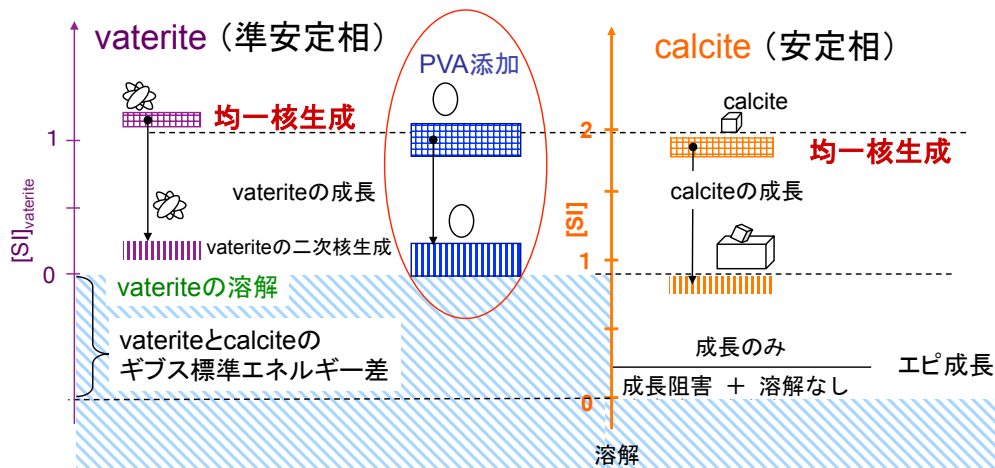 vaterite（準安定相）
PVA添加
均一核生成
1
vateriteの成長
[SI]vaterite
vateriteの二次核生成
0
vateriteの溶解
vateriteとcalciteの
ギブス標準エネルギー差
calcite（安定相）
calcite
2
均一核生成
calciteの成長
[SI]
1
成長のみ
エピ成長
成長阻害 ＋ 溶解なし
0
溶解